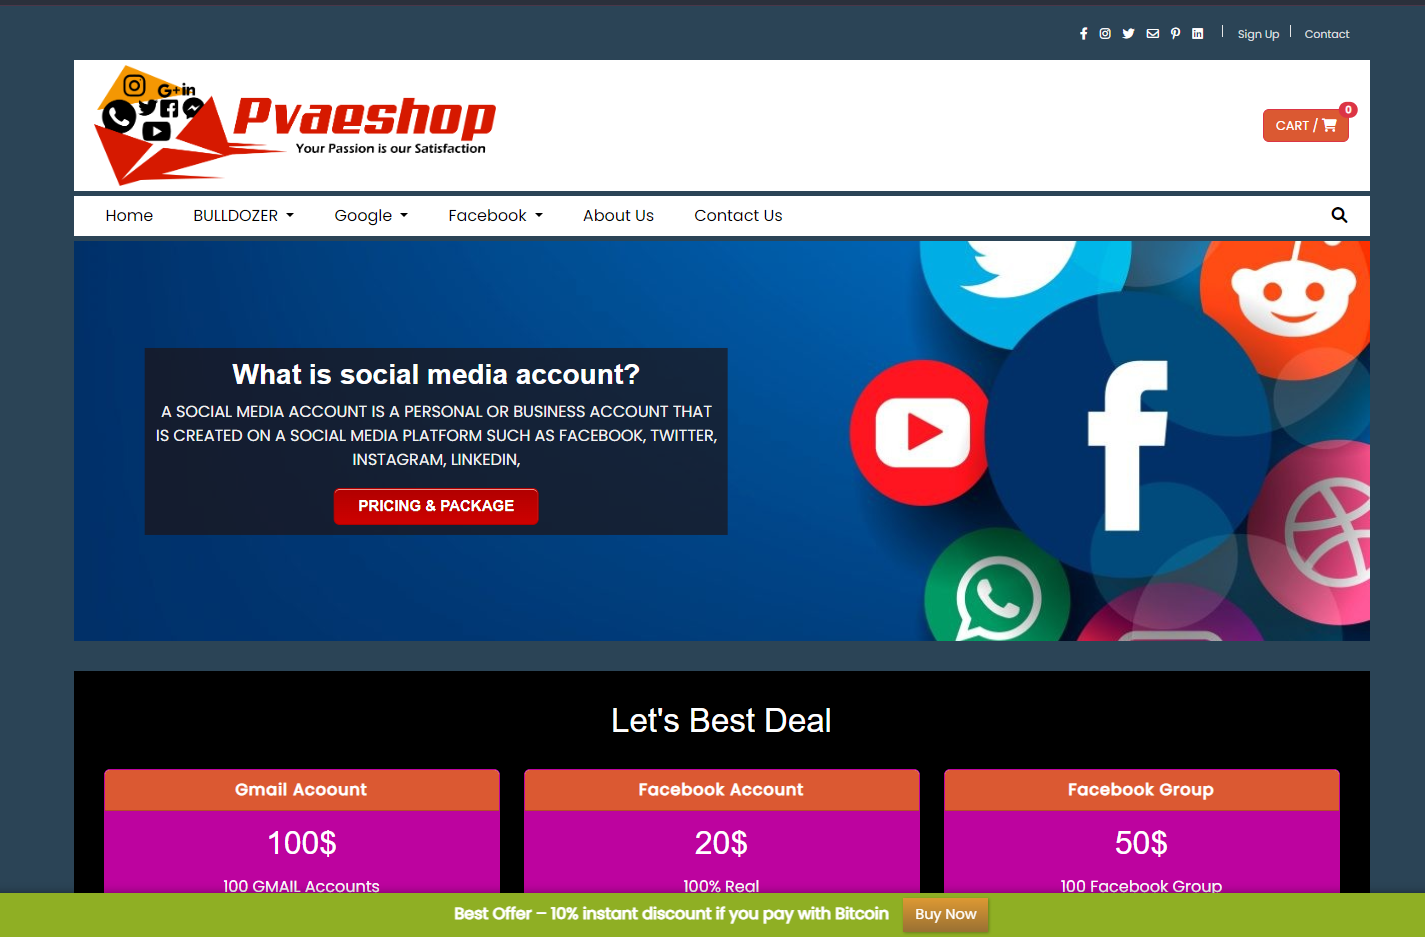 Sign Up
Contact
G+ in
Pvaeshop
Your Passion is our Satisfaction
CART /
0
Home
BULLDOZER
Google
Facebook
About Us
Contact Us
What is social media account?
A SOCIAL MEDIA ACCOUNT IS A PERSONAL OR BUSINESS ACCOUNT THAT
IS CREATED ON A SOCIAL MEDIA PLATFORM SUCH AS FACEBOOK, TWITTER,
INSTAGRAM, LINKEDIN,
PRICING & PACKAGE
Let's Best Deal
Gmail Acoount
Facebook Account
Facebook Group
100$
20$
50$
100 GMAIL Accounts
100% Real
100 Facebook Group
Best Offer – 10% instant discount if you pay with Bitcoin
Buy Now